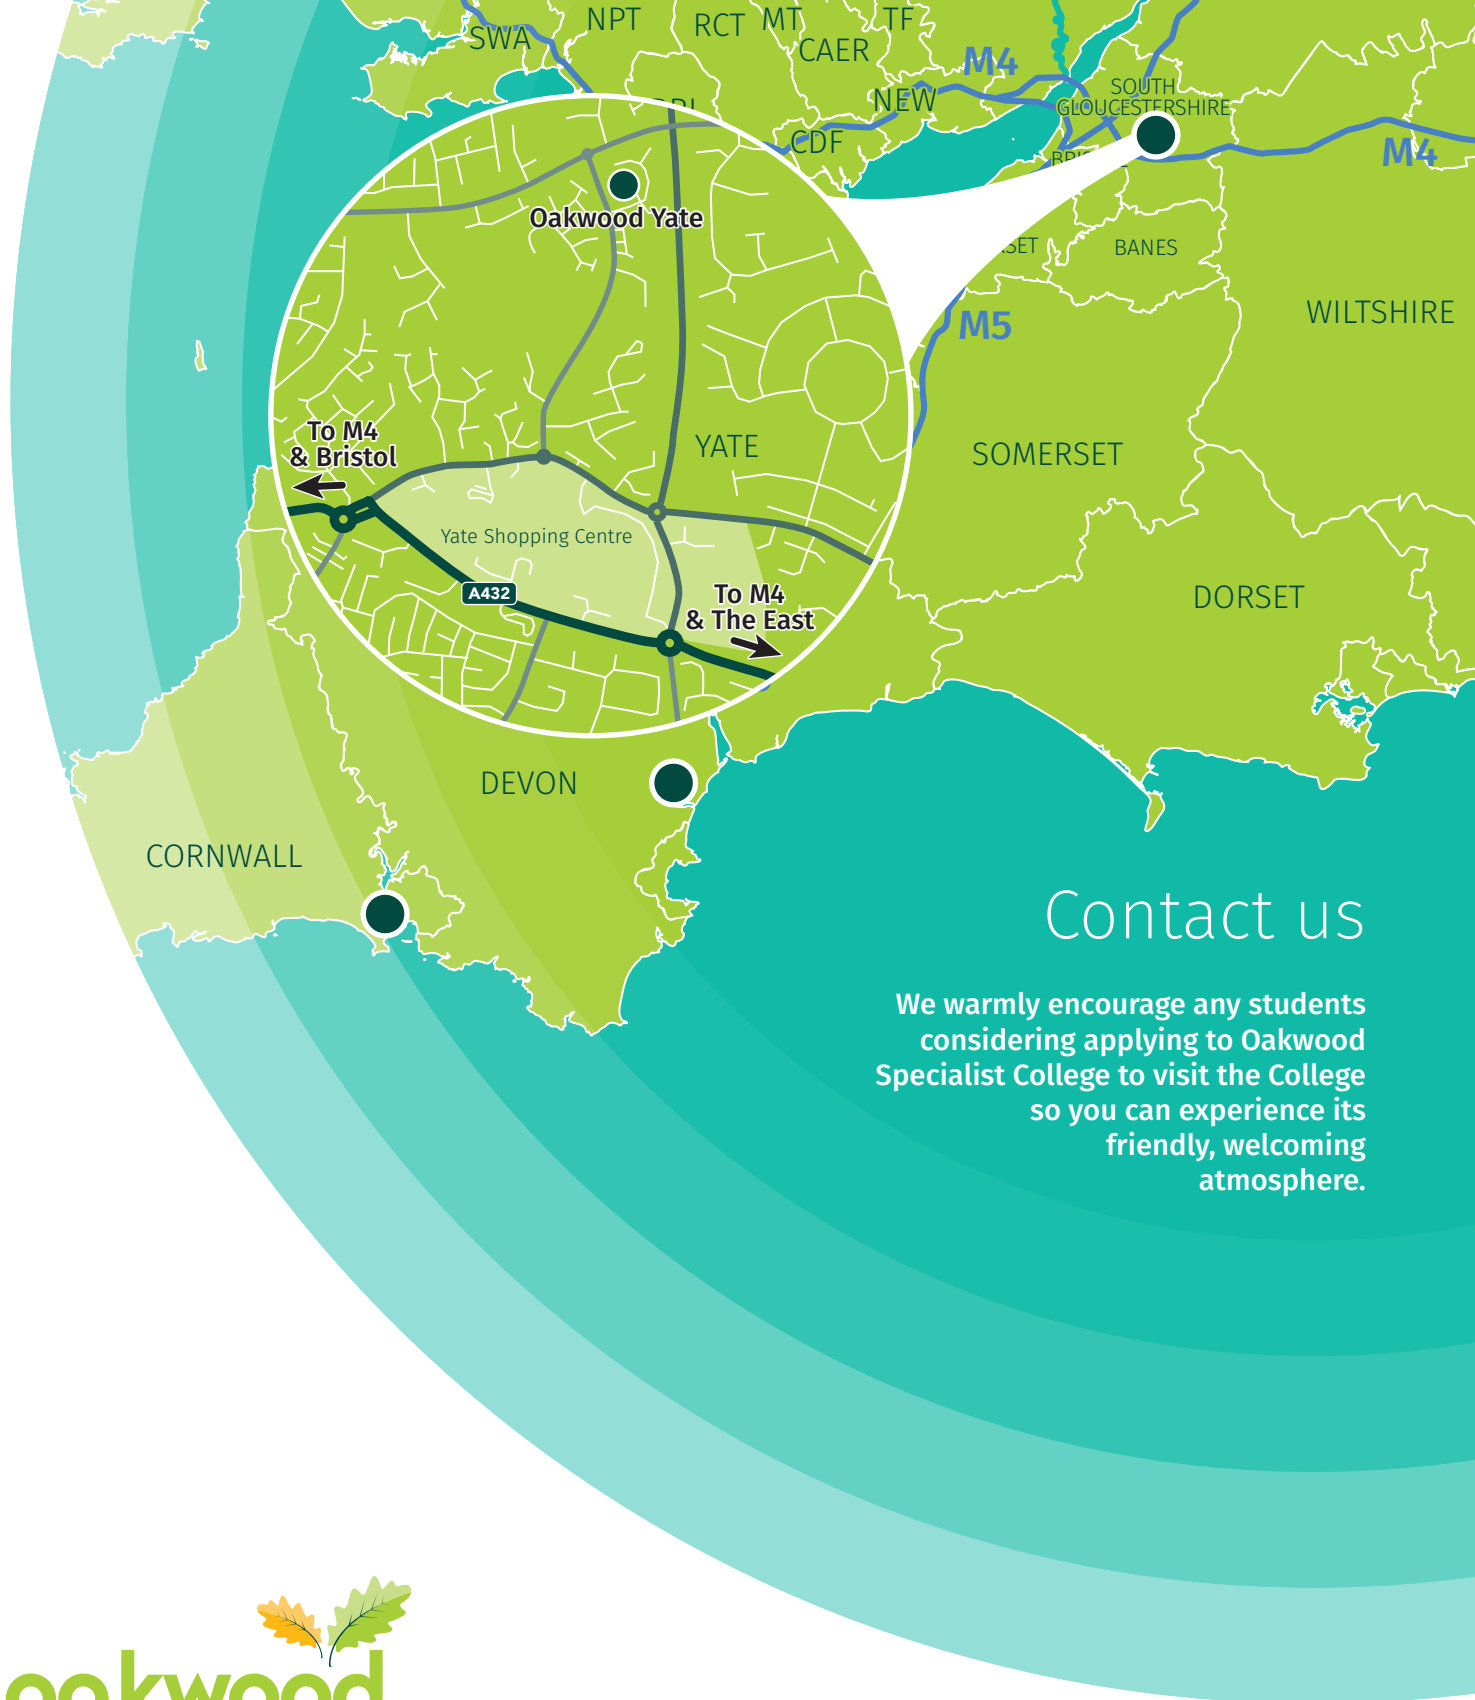 NPT
RCT
MT
TF
SWA
CAER
M4
SOUTH
GLOUCESTERSHIRE
NEW
CDF
M4
Oakwood Yate
BANES
WILTSHIRE
M5
To M4
& Bristol
YATE
SOMERSET
Yate Shopping Centre
A432
To M4
& The East
DORSET
DEVON
CORNWALL
Contact us
We warmly encourage any students
considering applying to Oakwood
Specialist College to visit the College
so you can experience its
friendly, welcoming
atmosphere.
oakwood